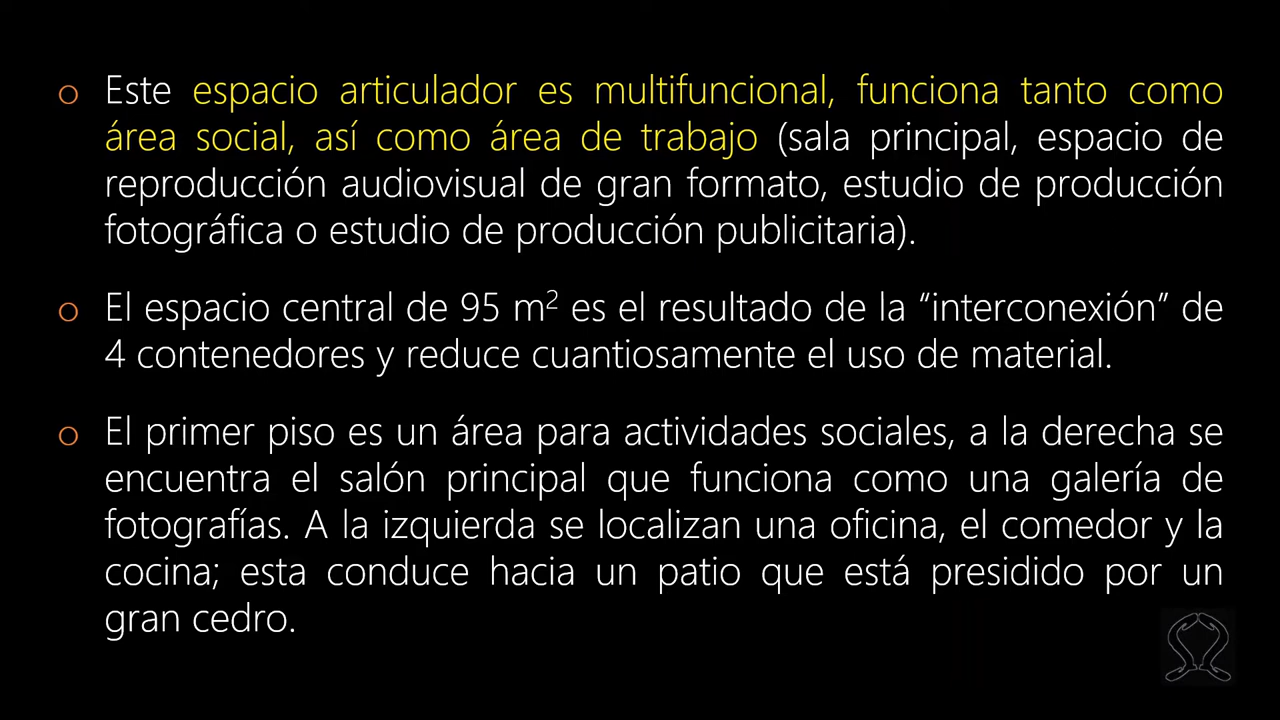 o Este espacio articulador es multifuncional, funciona tanto como
área social, así como área de trabajo (sala principal, espacio de
reproducción audiovisual de gran formato, estudio de producción
fotográfica o estudio de producción publicitaria).
o El espacio central de 95 m² es el resultado de la “interconexión” de
4 contenedores y reduce cuantiosamente el uso de material.
o El primer piso es un área para actividades sociales, a la derecha se
encuentra el salón principal que funciona como una galería de
fotografías. A la izquierda se localizan una oficina, el comedor y la
cocina; esta conduce hacia un patio que está presidido por un
gran cedro.